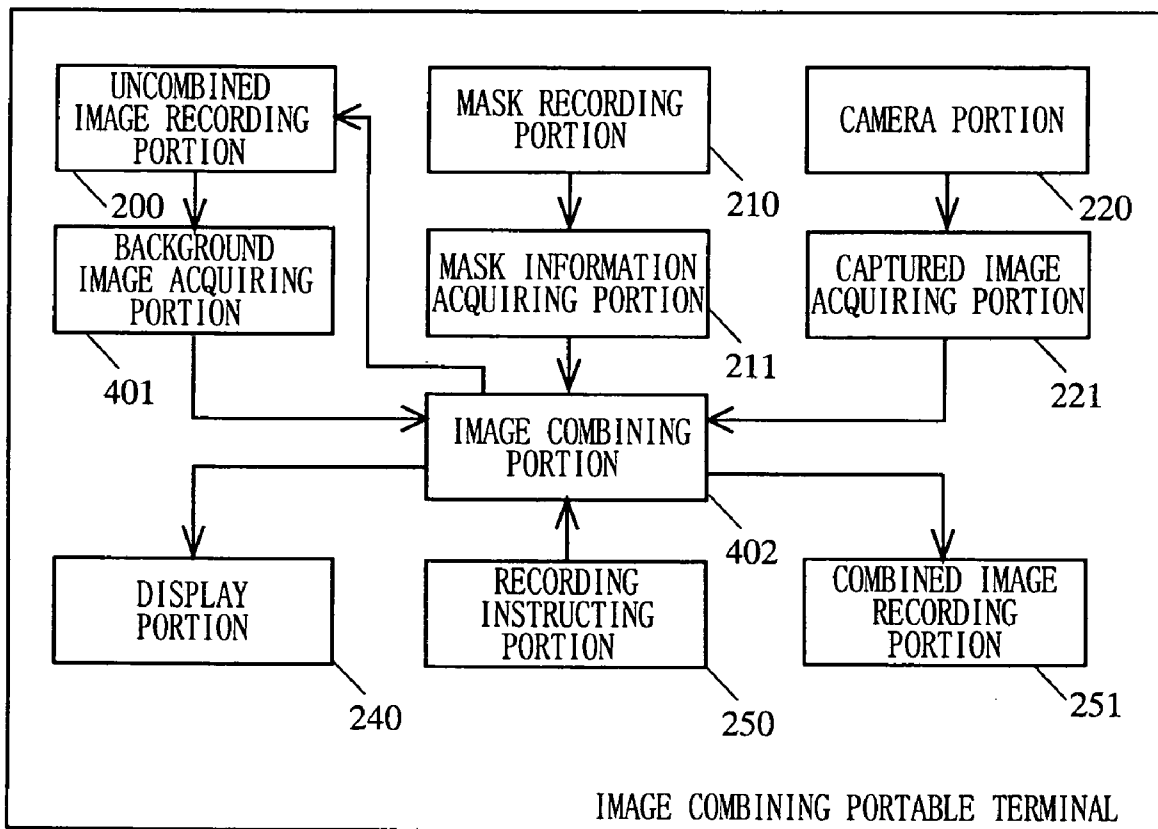 UNCOMBINED
IMAGE RECORDING
PORTION
200
MASK RECORDING
PORTION
210
CAMERA PORTION
220
BACKGROUND
IMAGE ACQUIRING
PORTION
401
MASK INFORMATION
ACQUIRING PORTION
211
CAPTURED IMAGE
ACQUIRING PORTION
221
IMAGE COMBINING
PORTION
402
DISPLAY
PORTION
240
RECORDING
INSTRUCTING
PORTION
250
COMBINED IMAGE
RECORDING
PORTION
251
IMAGE COMBINING PORTABLE TERMINAL